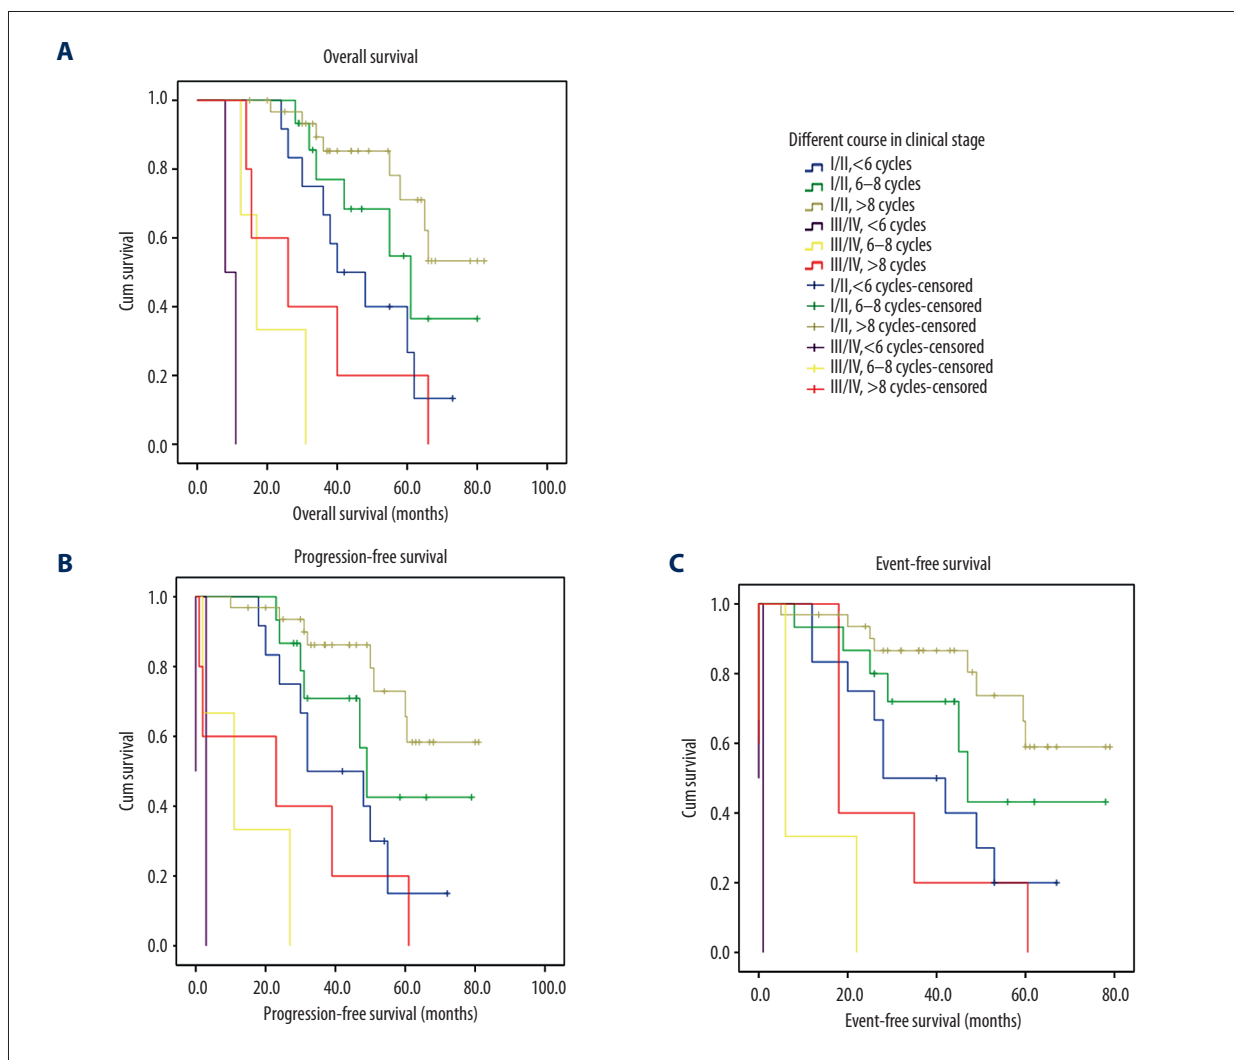 A
Overall survival
1.0
0.8
0.6
0.4
0.2
0.0
Cum survival
0.0 20.0 40.0 60.0 80.0 100.0
Overall survival (months)
Different course in clinical stage
I/II,<6 cycles
I/II, 6–8 cycles
I/II, >8 cycles
III/IV, <6 cycles
III/IV, 6–8 cycles
III/IV, >8 cycles
I/II,<6 cycles-censored
I/II, 6–8 cycles-censored
I/II, >8 cycles-censored
III/IV,<6 cycles-censored
III/IV, 6–8 cycles-censored
III/IV, >8 cycles-censored
B
Progression-free survival
1.0
0.8
0.6
0.4
0.2
0.0
Cum survival
0.0 20.0 40.0 60.0 80.0 100.0
Progression-free survival (months)
C
Event-free survival
1.0
0.8
0.6
0.4
0.2
0.0
Cum survival
0.0 20.0 40.0 60.0 80.0
Event-free survival (months)